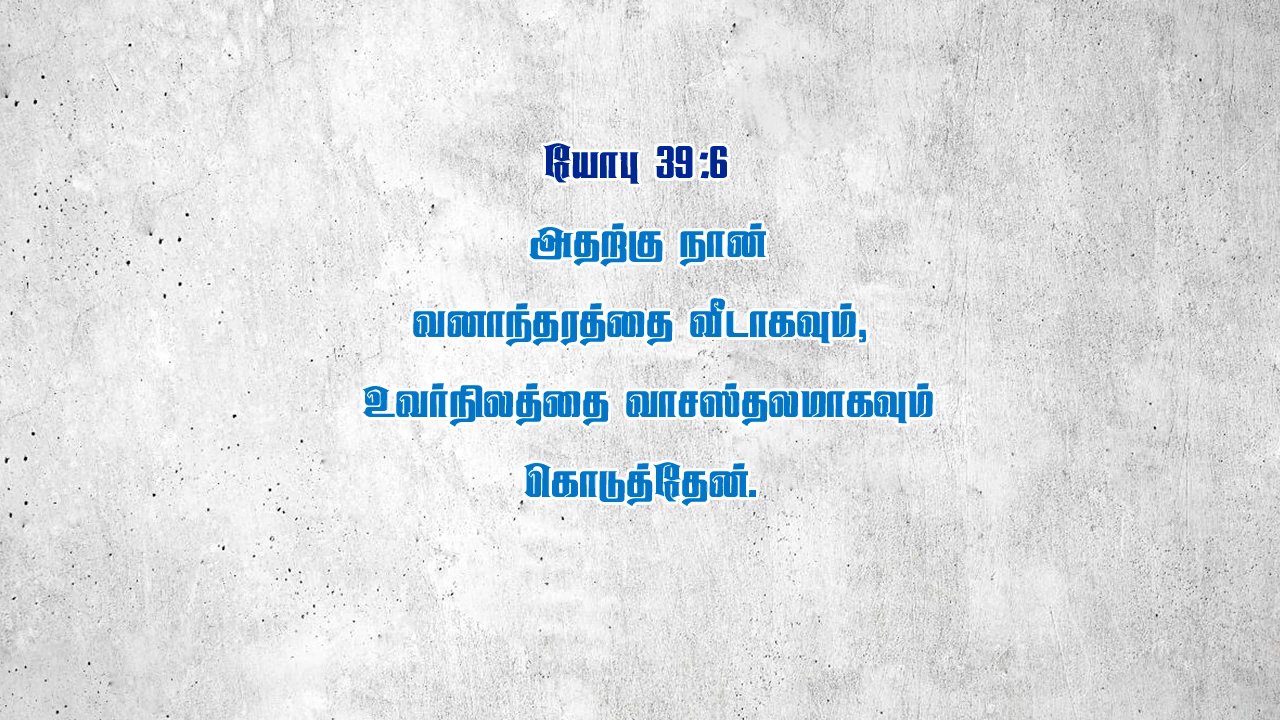 யோபு 39:6
அதற்கு நான்
வனாந்தரத்தை வீடாகவும்,
உவர்நிலத்தை வாசஸ்தலமாகவும்
கொடுத்தேன்.